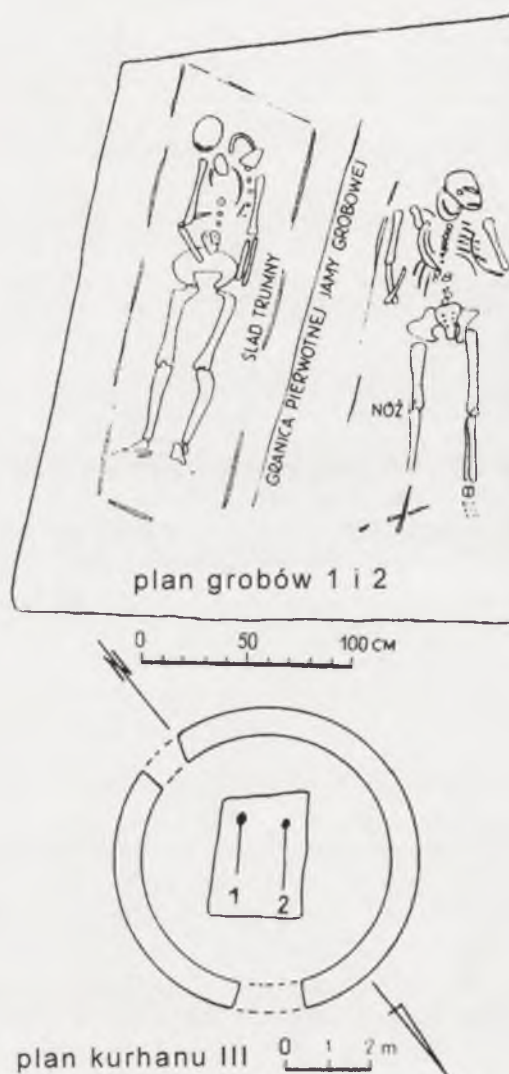 ŚLAD TRUMNY
GRANICA PIERWOTNEJ JAMY GROBOWEJ
NÓŻ
plan grobów 1 i 2
0 50 100 CM
1 2
plan kurhanu III
0 1 2 m